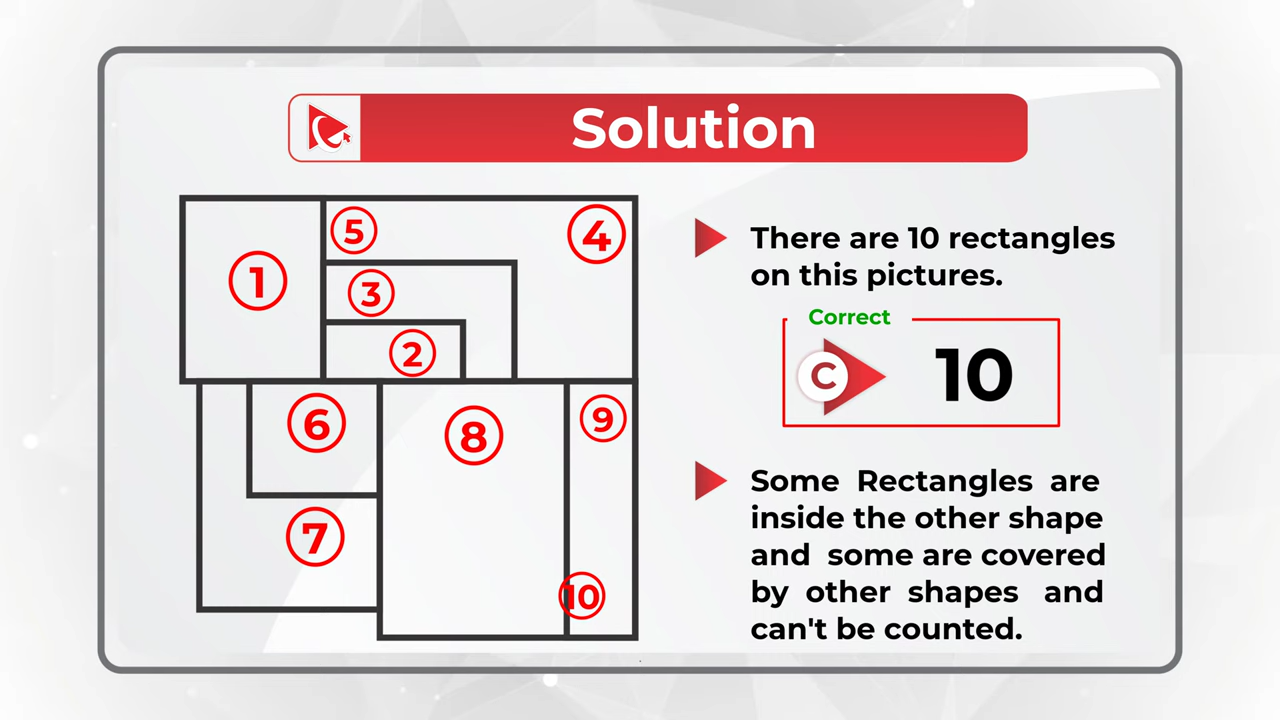 Solution
1
5
4
3
2
6
8
9
7
10
There are 10 rectangles
on this pictures.
Correct
C 10
Some Rectangles are
inside the other shape
and some are covered
by other shapes and
can't be counted.